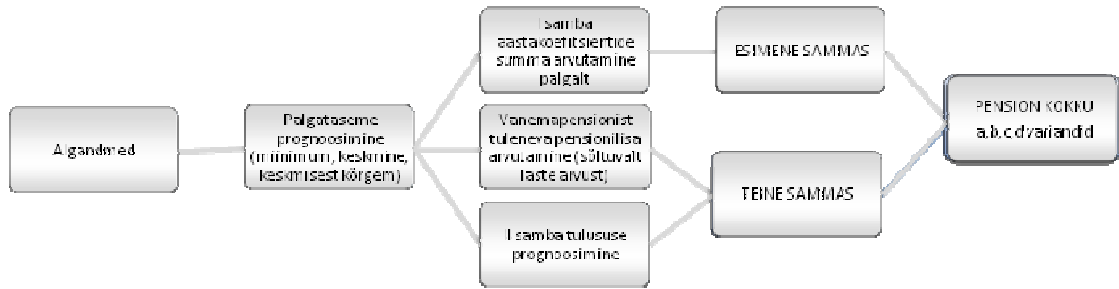 Algandmed
Palgataseme
prognoosimine
(miinimum, keskmine,
keskmisest kõrgem)
I samba
aastakoefitsientide
summa arvutamine
palgalt
Vanemapensionist
tuleneva pensionilisa
arvutamine (sõltuvalt
laste arvust)
II samba tulususe
prognoosimine
ESIMENE SAMMAS
TEINE SAMMAS
PENSION KOKKU
a,b,c,d variandid